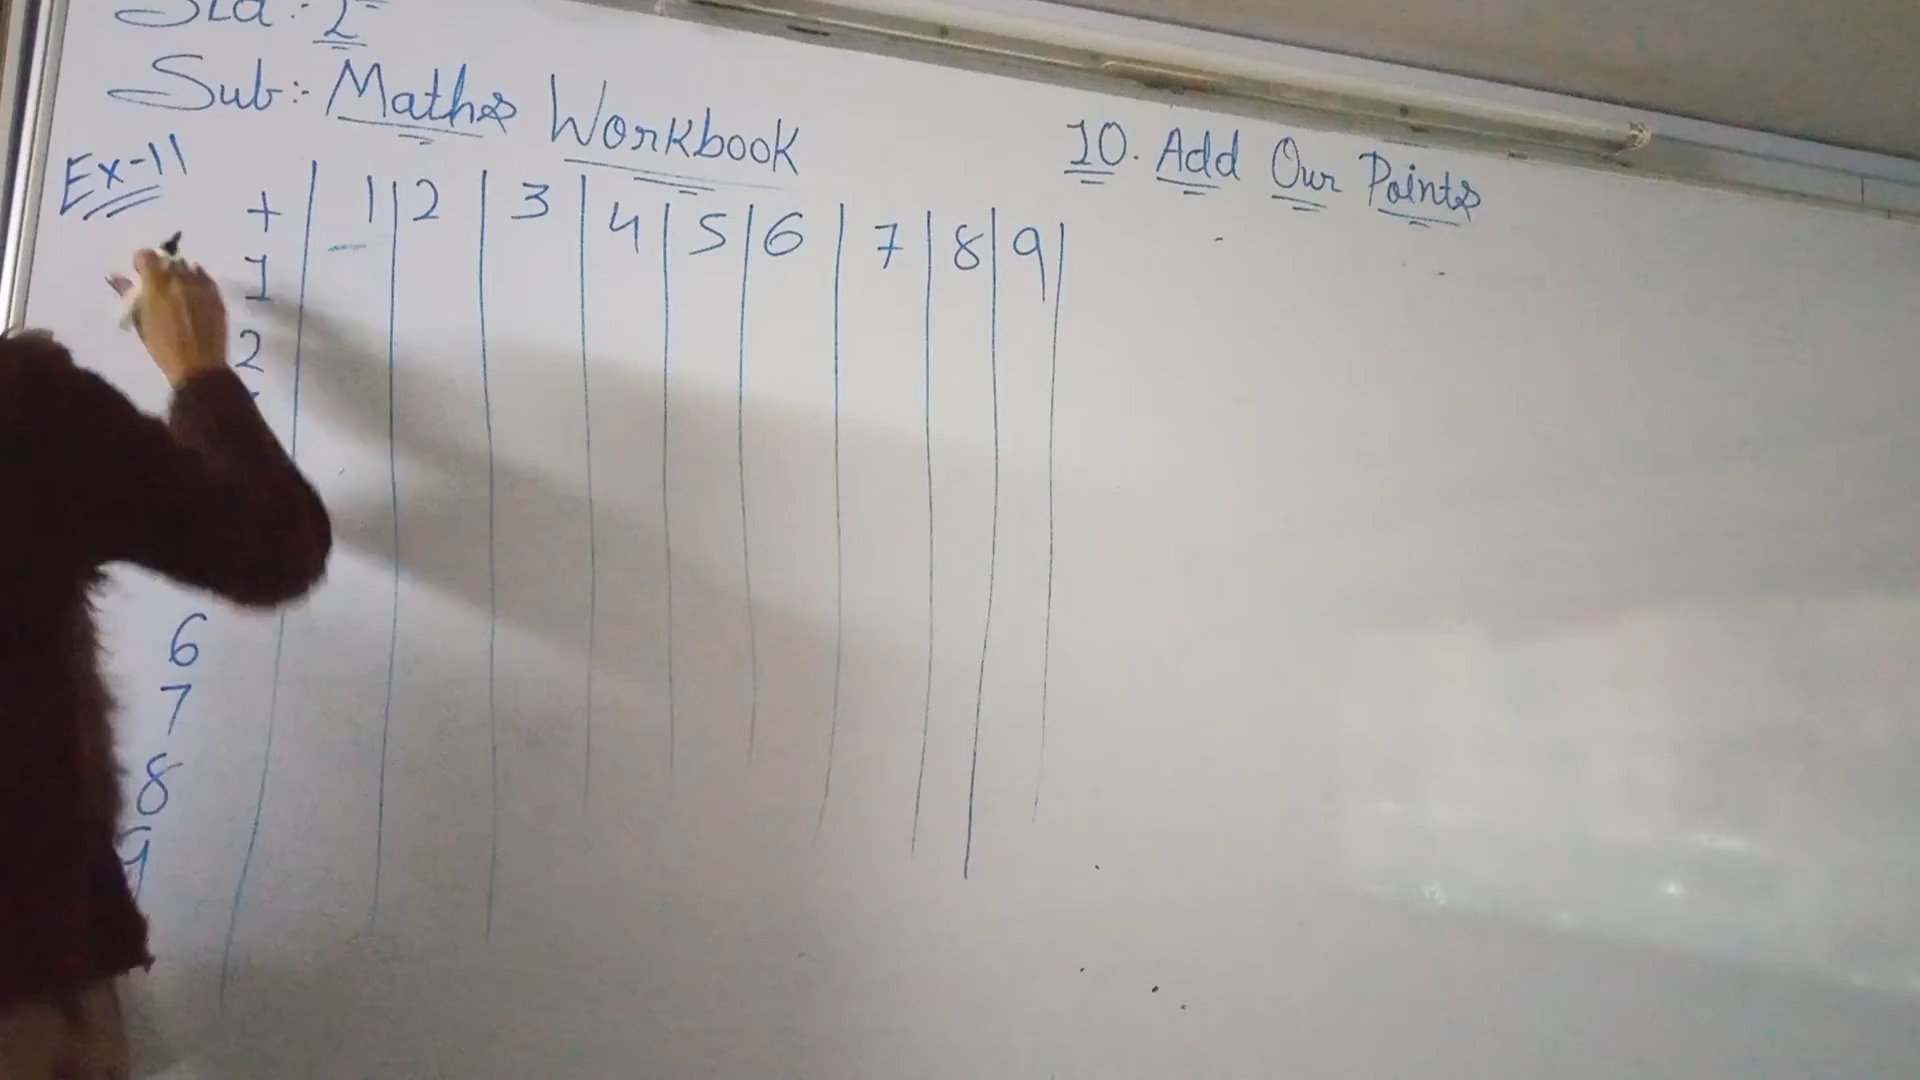 Std :- 2
Sub :- Maths Workbook
10. Add Our Points
Ex-11
+ 1 2 3 4 5 6 7 8 9
1
2
6
7
8
9